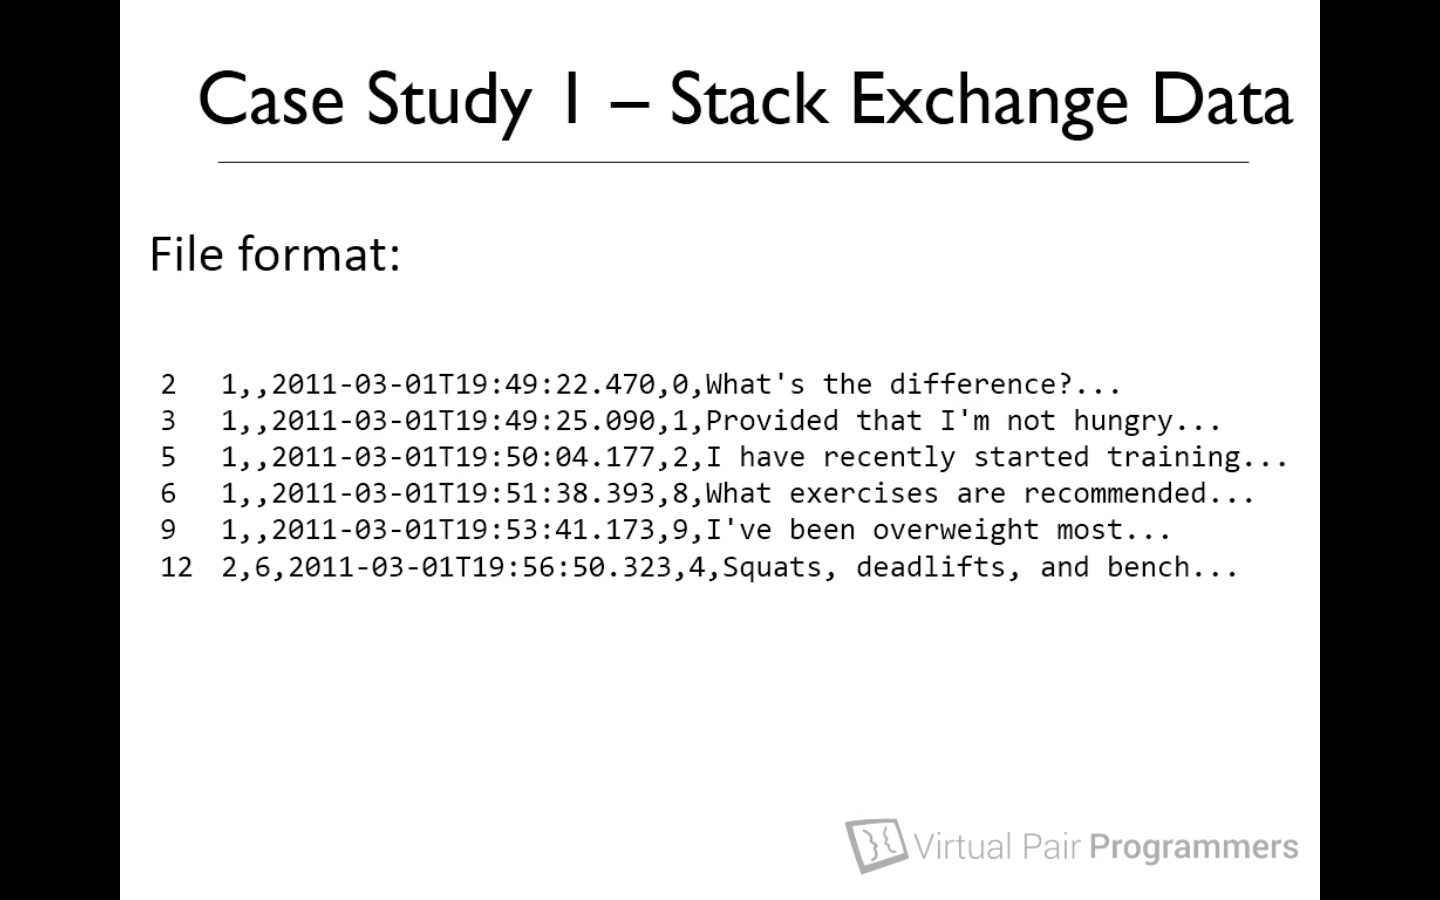 Case Study 1 – Stack Exchange Data
File format:
2 1,,2011-03-01T19:49:22.470,0,What's the difference?...
3 1,,2011-03-01T19:49:25.090,1,Provided that I'm not hungry...
5 1,,2011-03-01T19:50:04.177,2,I have recently started training...
6 1,,2011-03-01T19:51:38.393,8,What exercises are recommended...
9 1,,2011-03-01T19:53:41.173,9,I've been overweight most...
12 2,6,2011-03-01T19:56:50.323,4,Squats, deadlifts, and bench...
Virtual Pair Programmers